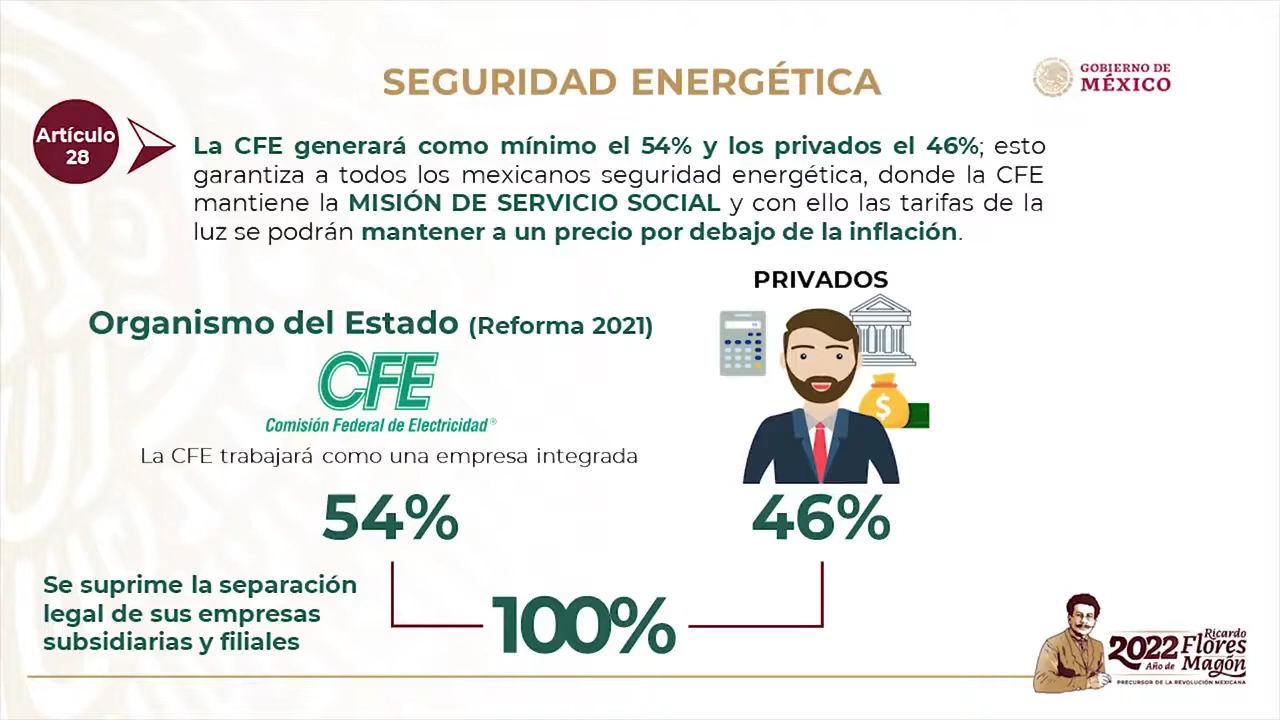 SEGURIDAD ENERGÉTICA
GOBIERNO DE
MÉXICO
Artículo
28
La CFE generará como mínimo el 54% y los privados el 46%; esto
garantiza a todos los mexicanos seguridad energética, donde la CFE
mantiene la MISIÓN DE SERVICIO SOCIAL y con ello las tarifas de la
luz se podrán mantener a un precio por debajo de la inflación.
PRIVADOS
Organismo del Estado (Reforma 2021)
CFE
Comisión Federal de Electricidad®
$
La CFE trabajará como una empresa integrada
54%
46%
Se suprime la separación
legal de sus empresas
subsidiarias y filiales
100%
2022
Año de
Ricardo
Flores
Magón
PRECURSOR DE LA REVOLUCIÓN MEXICANA